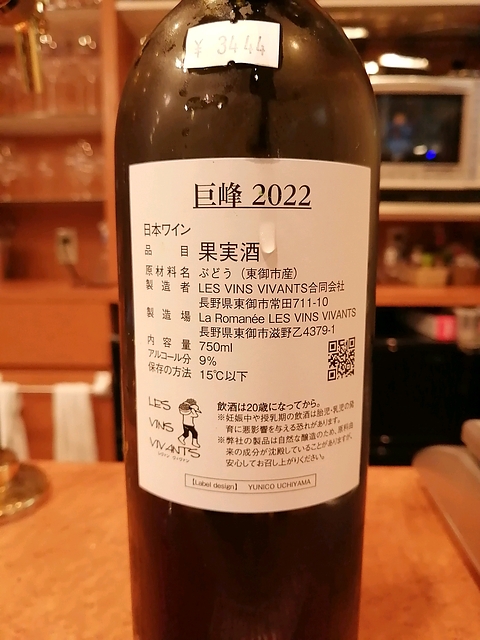 ¥ 3444
巨峰 2022
日本ワイン
品目 果実酒
原材料名 ぶどう（東御市産）
製造者 LES VINS VIVANTS合同会社
長野県東御市常田711-10
製造場 La Romanée LES VINS VIVANTS
長野県東御市滋野乙4379-1
内容量 750ml
アルコール分 9%
保存の方法 15℃以下
LES
VINS
VIVANTS
飲酒は20歳になってから。
※妊娠中や授乳期の飲酒は胎児・乳児の発
育に悪影響を与える恐れがあります。
※弊社の製品は自然な醸造のため、原料由
来の成分が沈殿していることがありますが、
安心してお召し上がりください。
【Label design】 YUNICO UCHIYAMA